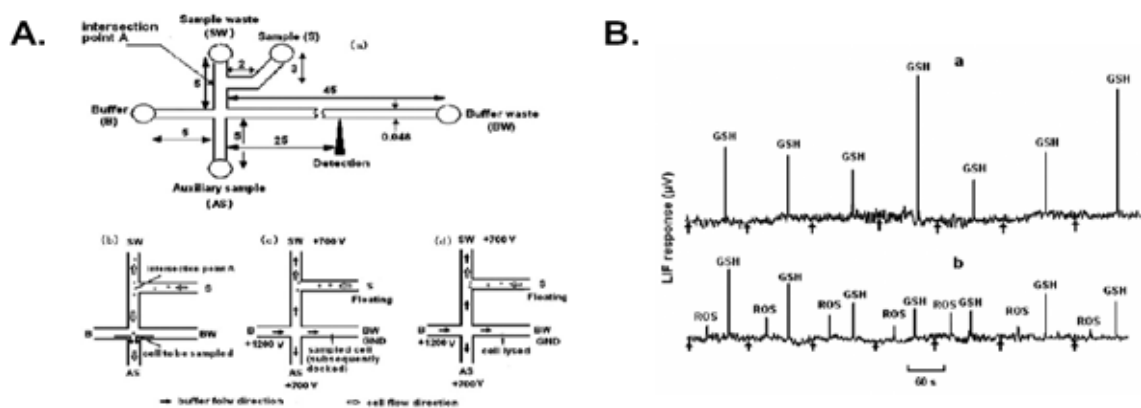 A.
B.
Sample waste
(SW)
intersection
point A
Sample (S)
(a)
2
3
5
45
Buffer
(B)
Buffer waste
(BW)
5
5
25
0.048
Detection
Auxiliary sample
(AS)
(b)
SW
intersection point A
S
B
BW
cell to be sampled
AS
(c)
SW
+700 V
S
Floating
B
BW
+1200 V
GND
sampled cell
(subsequently
docked)
AS
+700 V
(d)
SW
+700 V
S
Floating
B
BW
+1200 V
GND
cell lysed
AS
+700 V
buffer folw direction
cell flow direction
LIF response (μV)
a
GSH
GSH
GSH
GSH
GSH
GSH
GSH
b
ROS
GSH
ROS
GSH
ROS
GSH
ROS
GSH
ROS
GSH
ROS
GSH
ROS
GSH
60 s